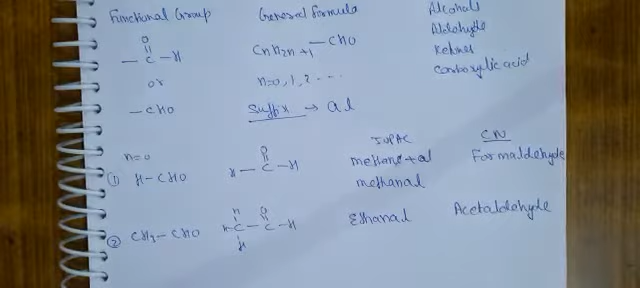 Functional Group General formula Alcohols
Aldehyde
Ketones
Carboxylic acid
O
||
— C — H CnH2n+1 — CHO
or n=0, 1, 2 - - -
— CHO Suffix → al
IUPAC CN
n=0
① H — CHO H — C — H methane + al Formaldehyde
O
||
methanal
② CH3 — CHO H — C — C — H Ethanal Acetaldehyde
H
O
||
H